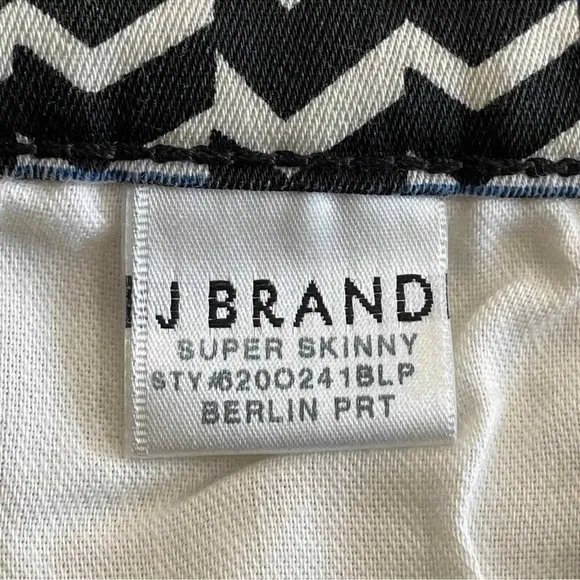 J BRAND
SUPER SKINNY
STY#620O241BLP
BERLIN PRT